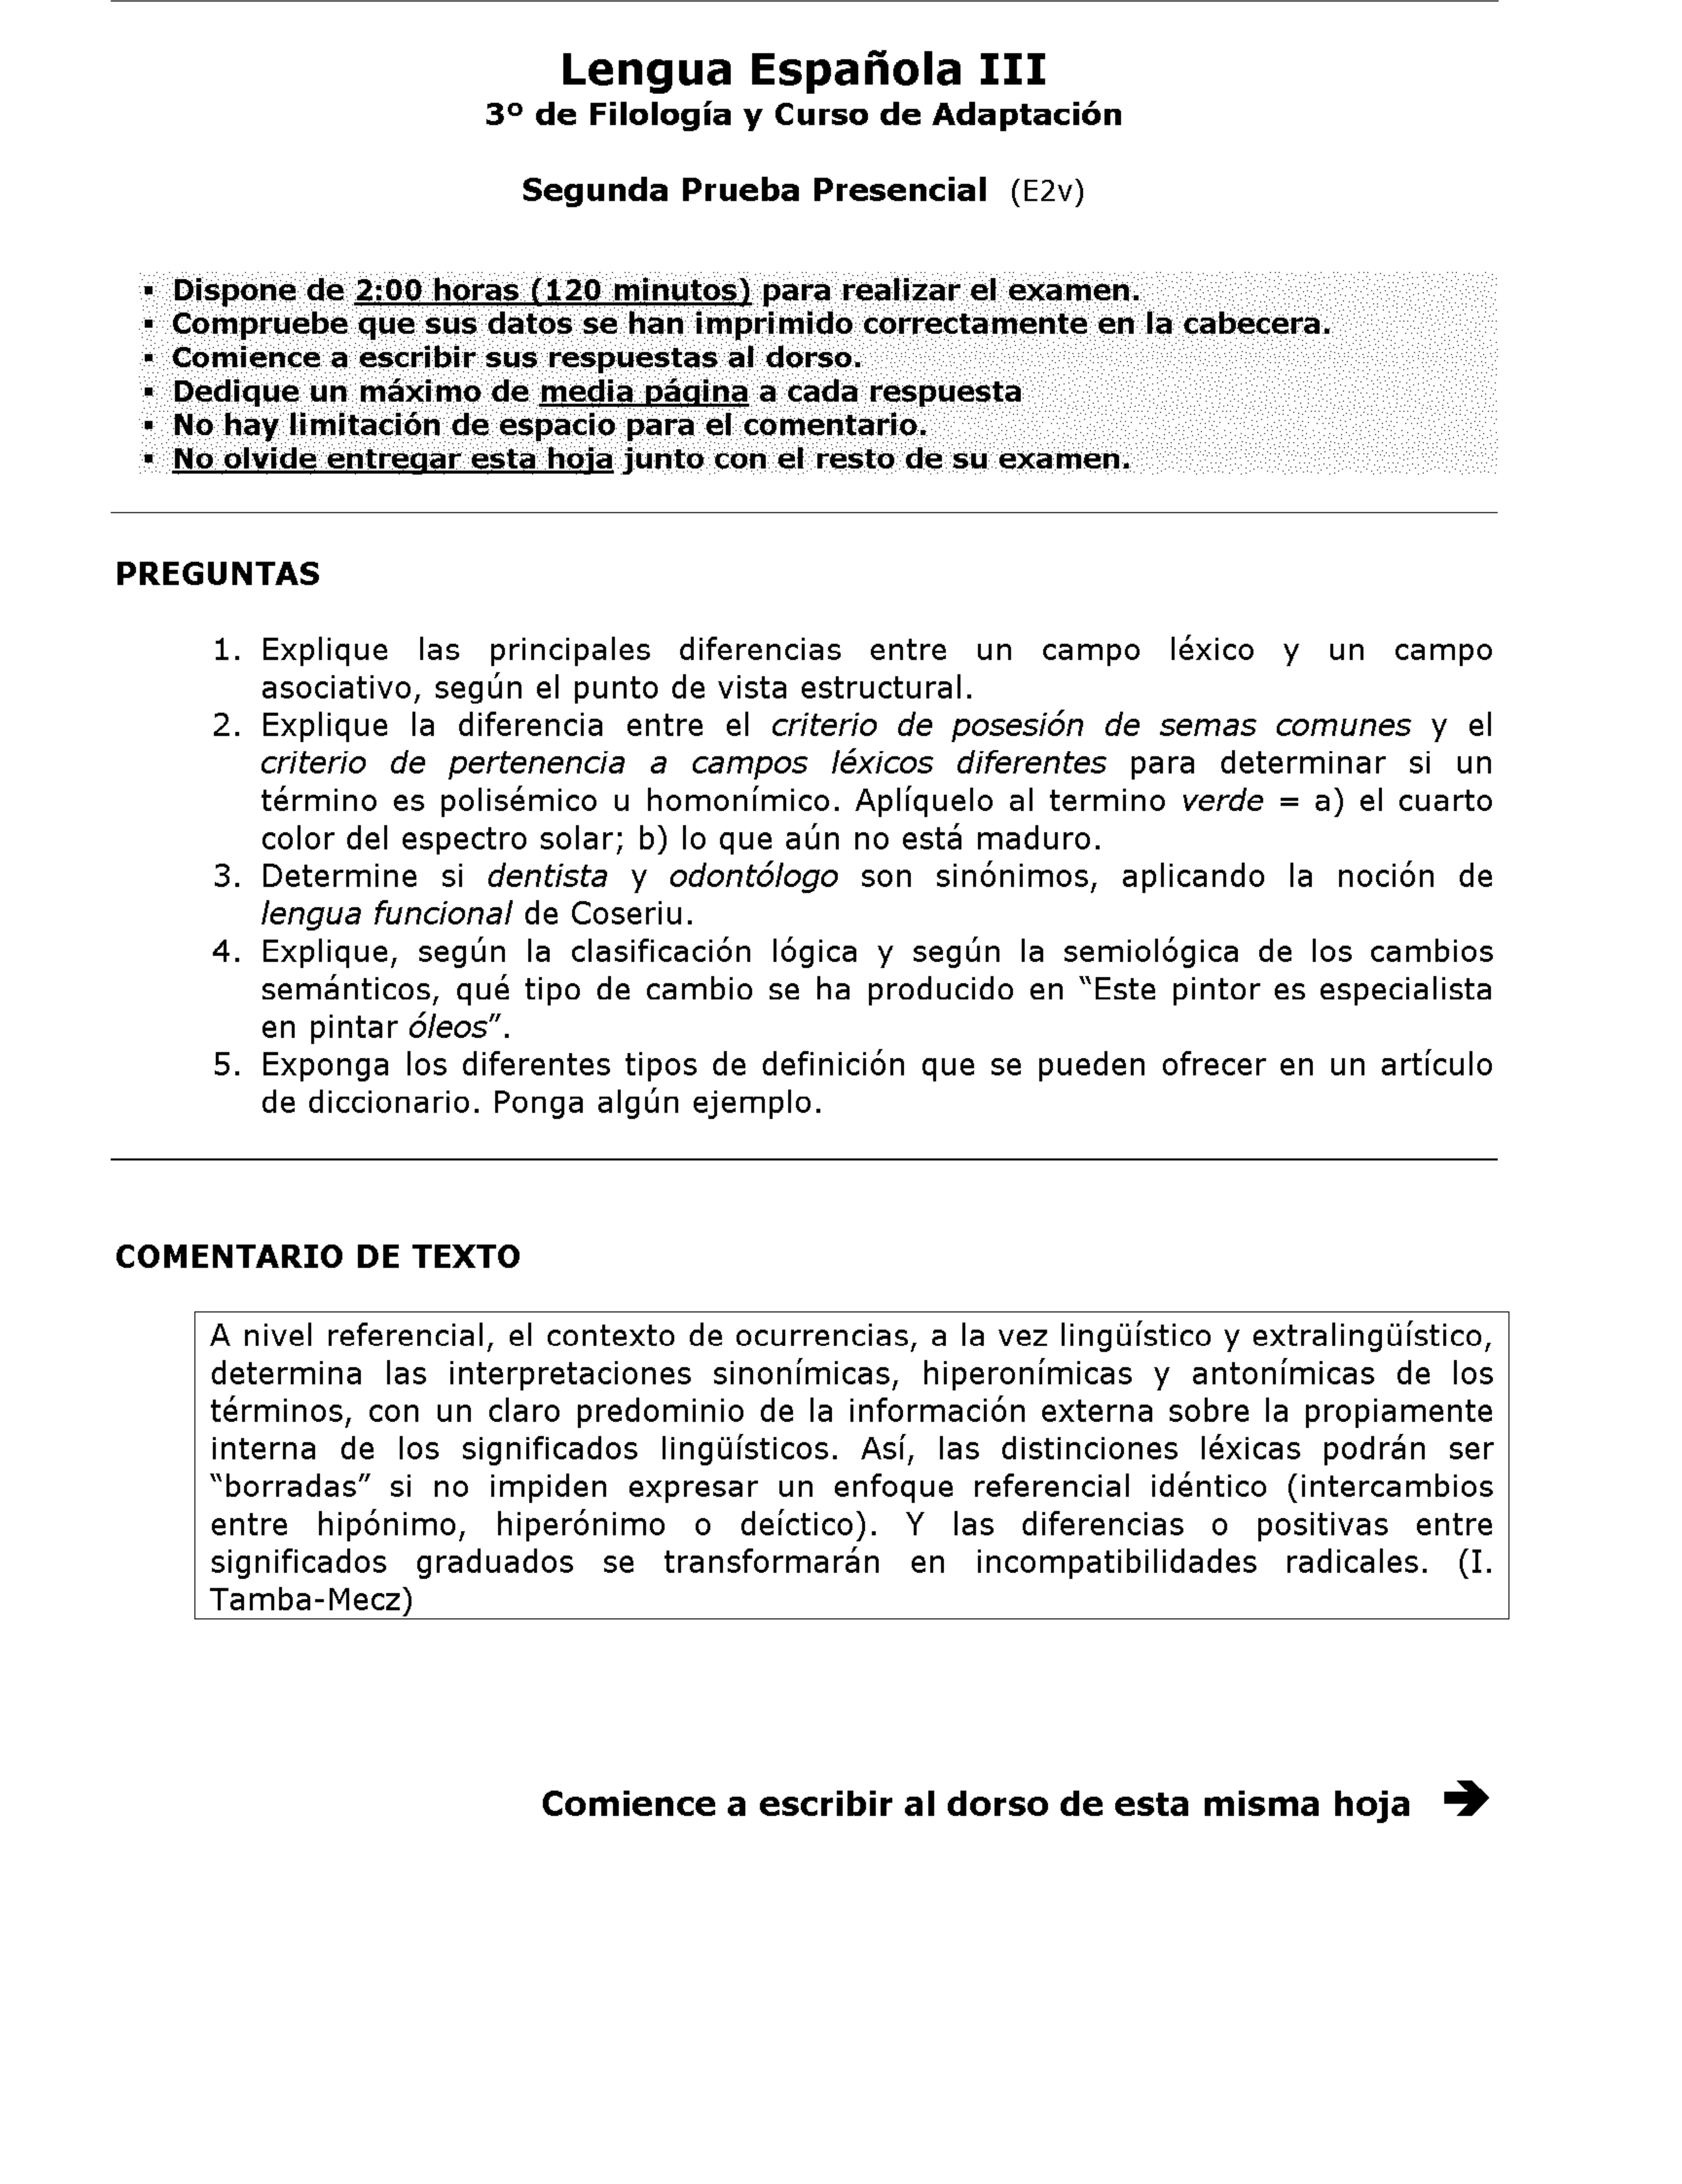 Lengua Española III
3º de Filología y Curso de Adaptación
Segunda Prueba Presencial (E2v)
▪ Dispone de 2:00 horas (120 minutos) para realizar el examen.
▪ Compruebe que sus datos se han imprimido correctamente en la cabecera.
▪ Comience a escribir sus respuestas al dorso.
▪ Dedique un máximo de media página a cada respuesta
▪ No hay limitación de espacio para el comentario.
▪ No olvide entregar esta hoja junto con el resto de su examen.
PREGUNTAS
1. Explique las principales diferencias entre un campo léxico y un campo
asociativo, según el punto de vista estructural.
2. Explique la diferencia entre el criterio de posesión de semas comunes y el
criterio de pertenencia a campos léxicos diferentes para determinar si un
término es polisémico u homonímico. Aplíquelo al termino verde = a) el cuarto
color del espectro solar; b) lo que aún no está maduro.
3. Determine si dentista y odontólogo son sinónimos, aplicando la noción de
lengua funcional de Coseriu.
4. Explique, según la clasificación lógica y según la semiológica de los cambios
semánticos, qué tipo de cambio se ha producido en “Este pintor es especialista
en pintar óleos”.
5. Exponga los diferentes tipos de definición que se pueden ofrecer en un artículo
de diccionario. Ponga algún ejemplo.
COMENTARIO DE TEXTO
A nivel referencial, el contexto de ocurrencias, a la vez lingüístico y extralingüístico,
determina las interpretaciones sinonímicas, hiperonímicas y antonímicas de los
términos, con un claro predominio de la información externa sobre la propiamente
interna de los significados lingüísticos. Así, las distinciones léxicas podrán ser
“borradas” si no impiden expresar un enfoque referencial idéntico (intercambios
entre hipónimo, hiperónimo o deíctico). Y las diferencias o positivas entre
significados graduados se transformarán en incompatibilidades radicales. (I.
Tamba-Mecz)
Comience a escribir al dorso de esta misma hoja ➔